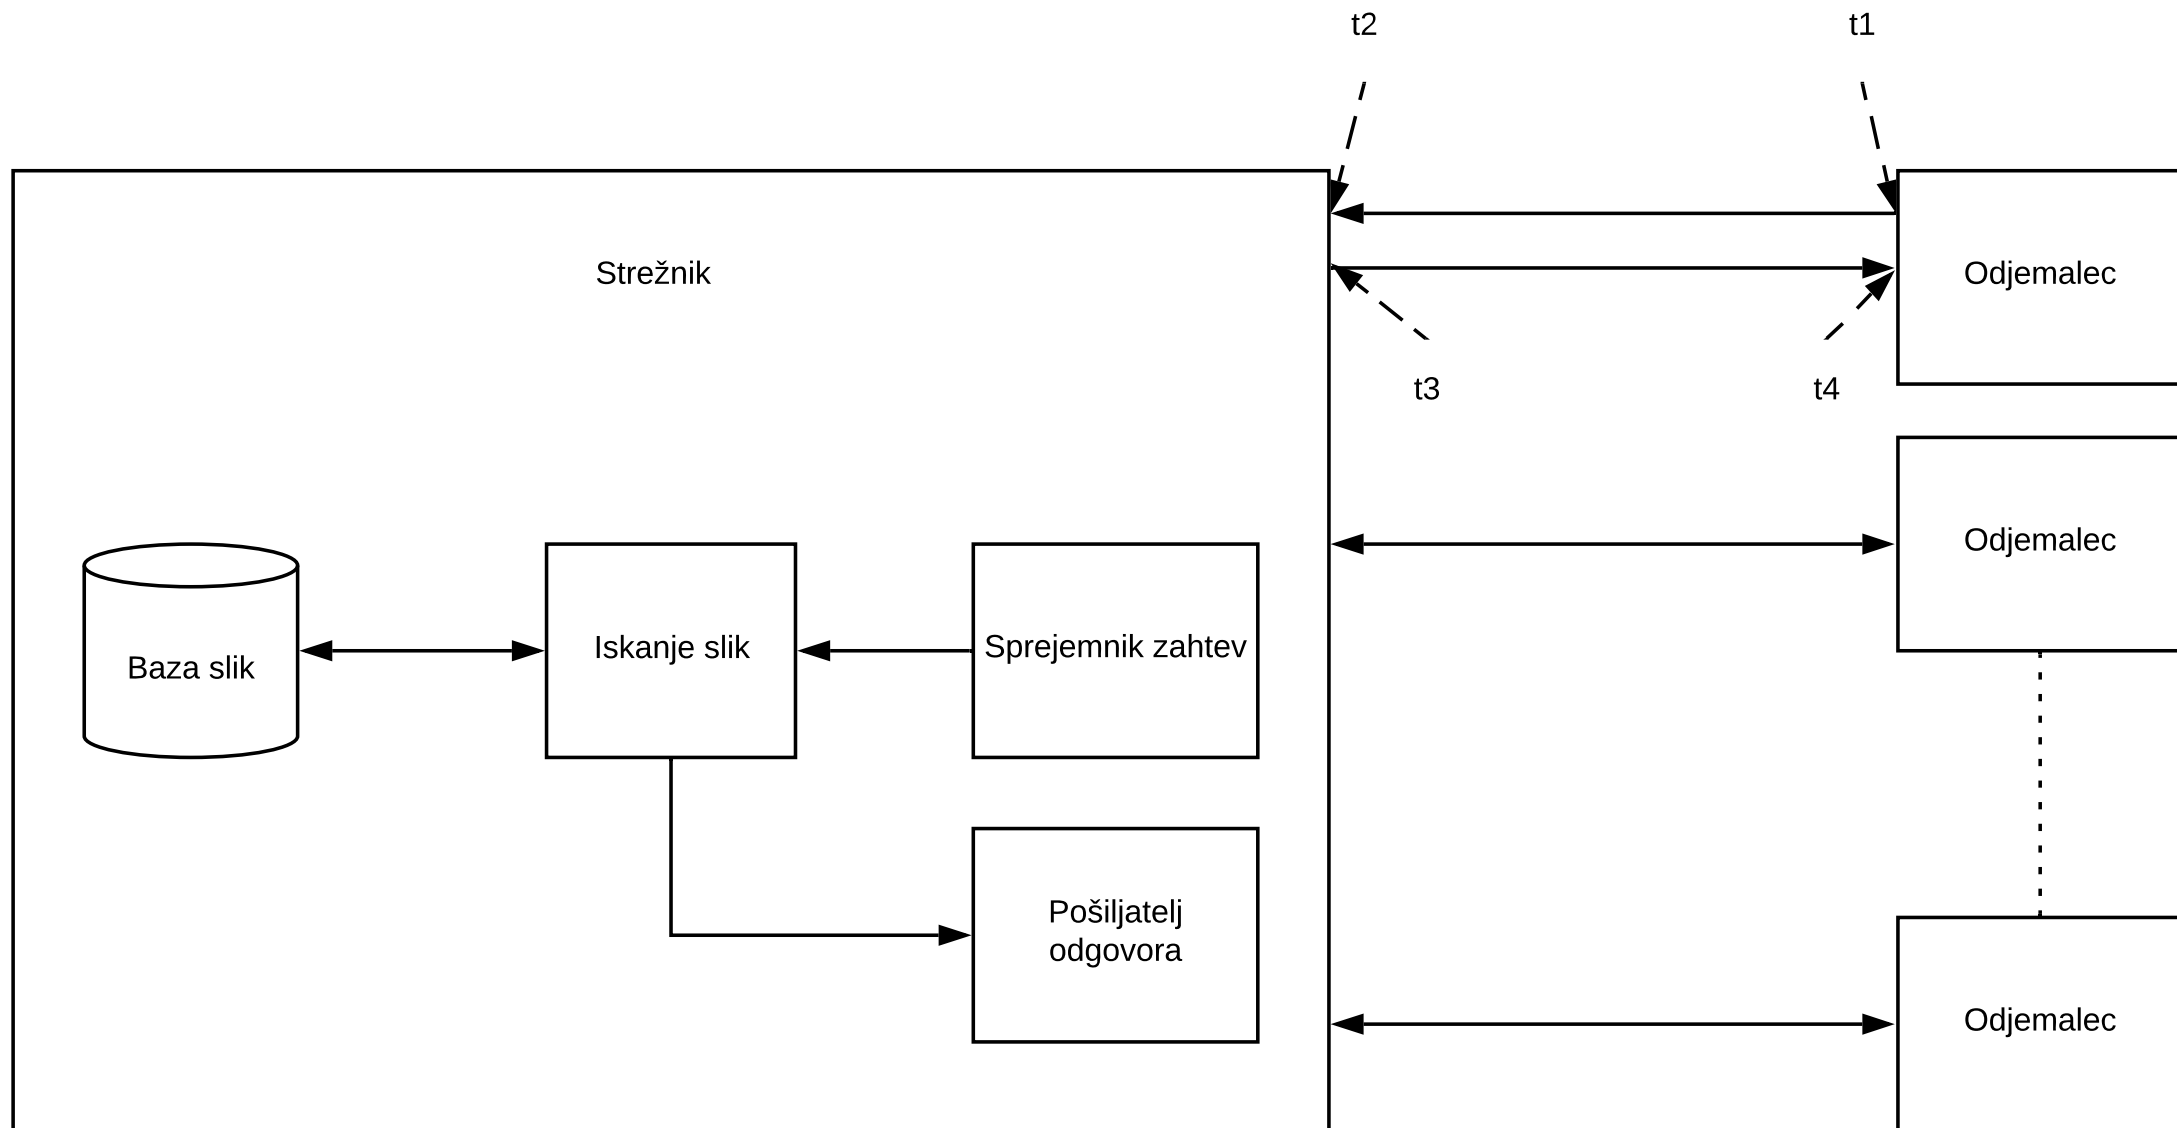 t2
t1
Strežnik
Odjemalec
t3
t4
Odjemalec
Baza slik
Iskanje slik
Sprejemnik zahtev
Pošiljatelj
odgovora
Odjemalec